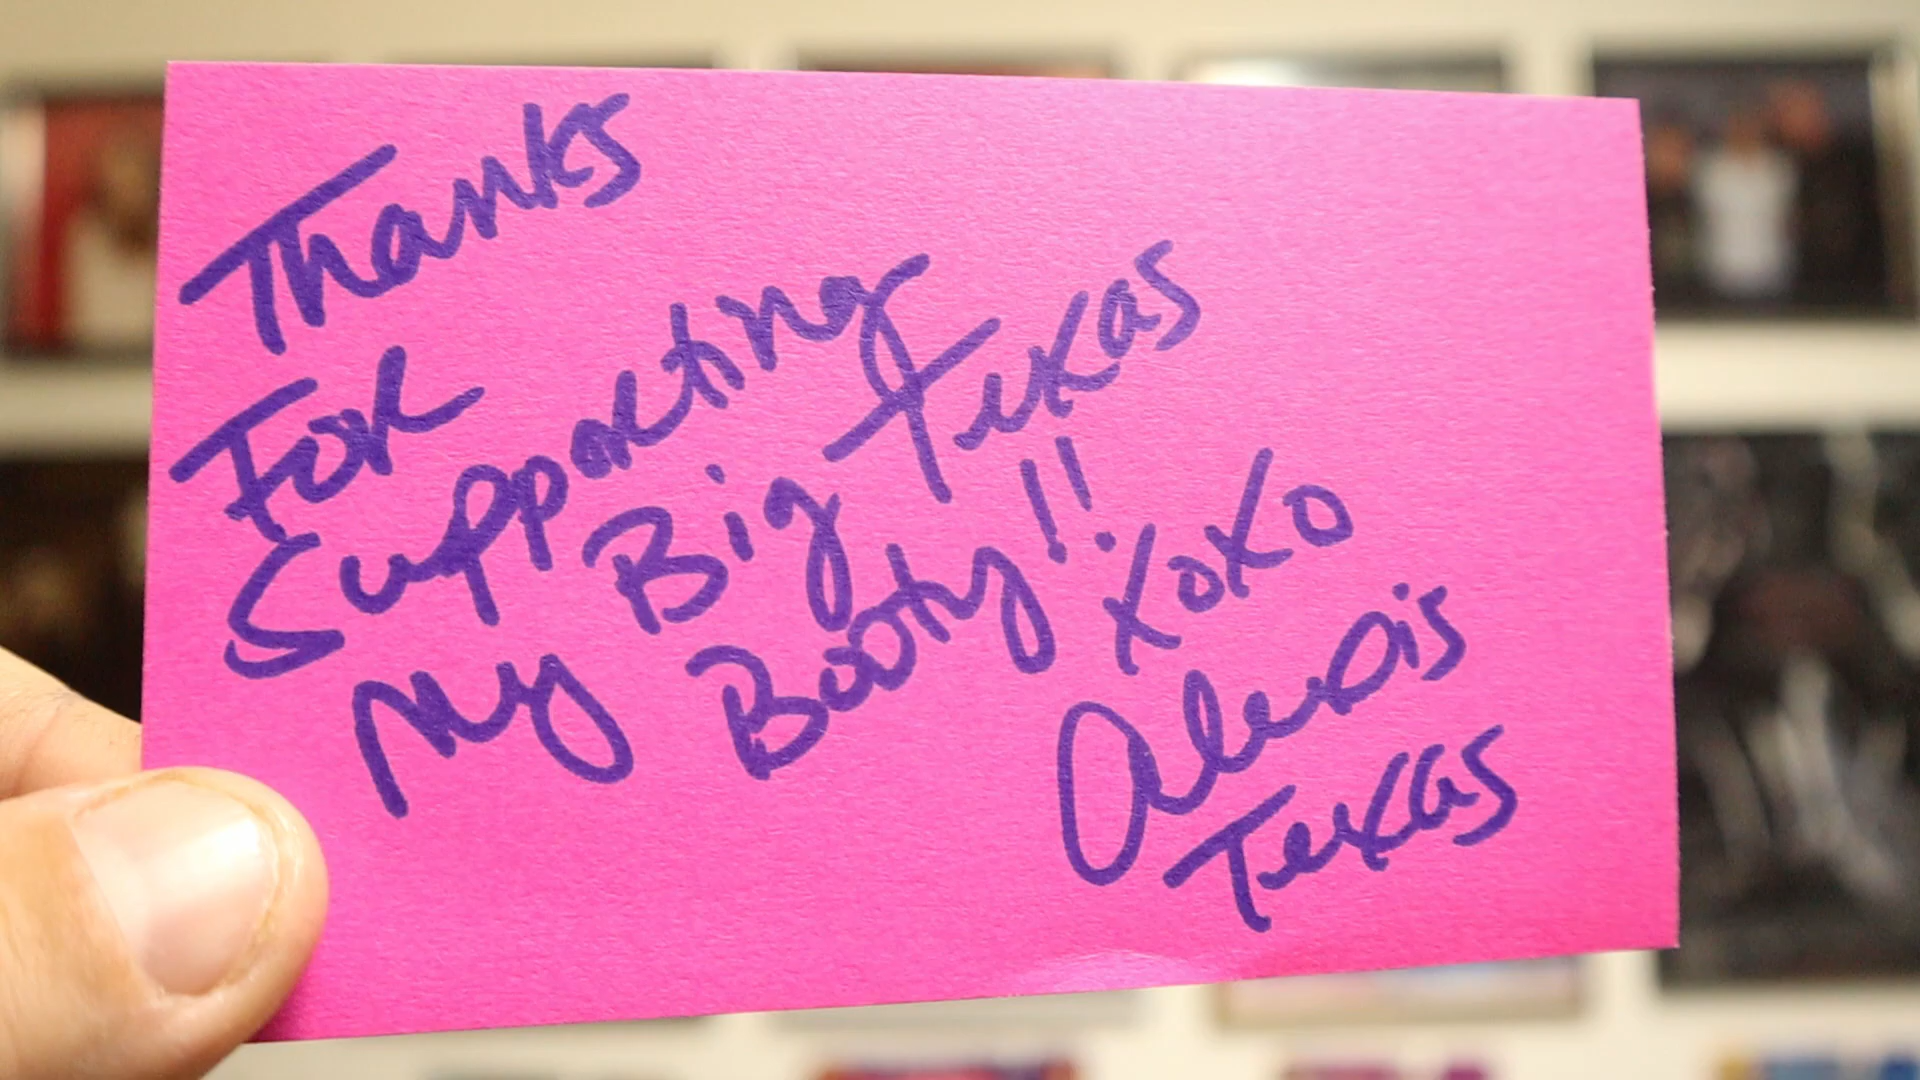 Thanks
For
Supporting
My Big Texas
Booty!! XoXo
Alexis
Texas